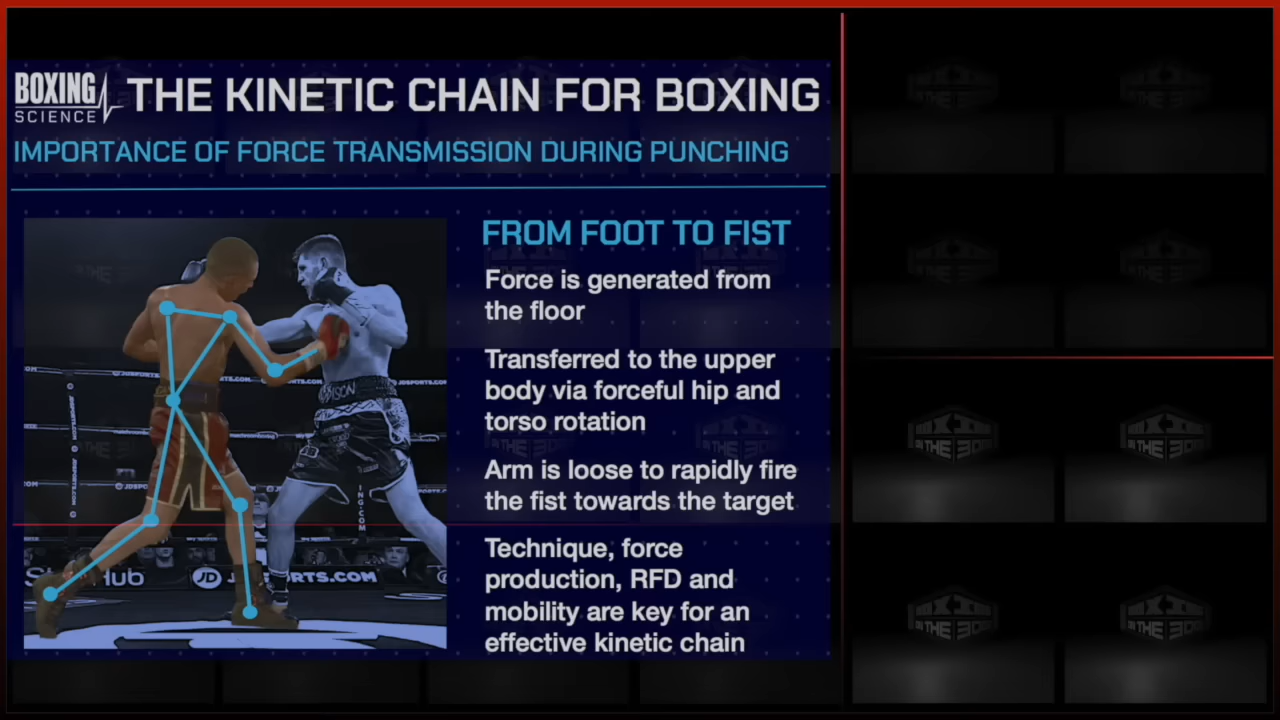 BOXING
SCIENCE
THE KINETIC CHAIN FOR BOXING
IMPORTANCE OF FORCE TRANSMISSION DURING PUNCHING
FROM FOOT TO FIST
Force is generated from
the floor
Transferred to the upper
body via forceful hip and
torso rotation
Arm is loose to rapidly fire
the fist towards the target
Technique, force
production, RFD and
mobility are key for an
effective kinetic chain
JD